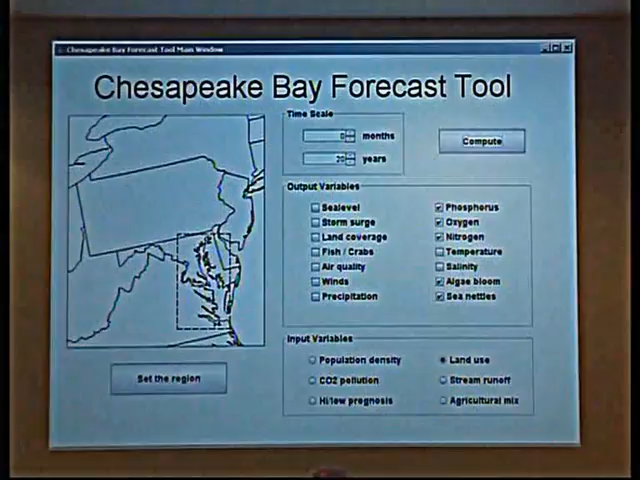 Chesapeake Bay Forecast Tool Main Window
Chesapeake Bay Forecast Tool
Time Scale
0 months
20 years
Compute
Output Variables
Sealevel
Storm surge
Land coverage
Fish / Crabs
Air quality
Winds
Precipitation
Phosphorus
Oxygen
Nitrogen
Temperature
Salinity
Algae bloom
Sea nettles
Set the region
Input Variables
Population density
CO2 pollution
Hi/low prognosis
Land use
Stream runoff
Agricultural mix